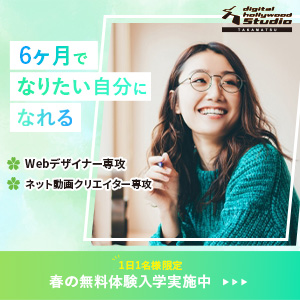 digital
hollywood
Studio
TAKAMATSU
6ヶ月で
なりたい自分に
なれる
Webデザイナー専攻
ネット動画クリエイター専攻
1日1名様限定
春の無料体験入学実施中